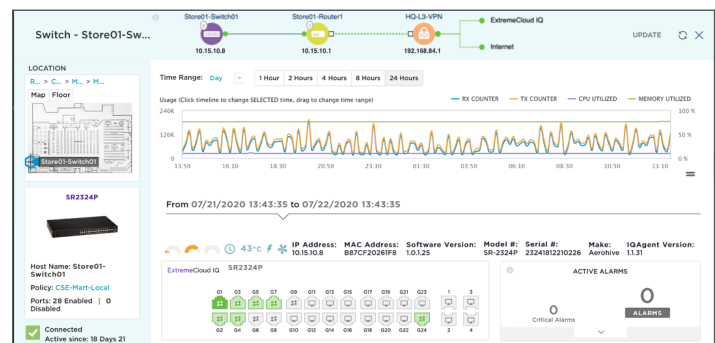 Switch - Store01-Sw...
Store01-Switch01
Store01-Router1
HQ-L3-VPN
ExtremeCloud IQ
Internet
10.15.10.8
10.15.10.1
192.168.84.1
UPDATE
LOCATION
R... > C... > M... > M...
Map Floor
Store01-Switch01
SR2324P
Host Name: Store01-
Switch01
Policy: CSE-Mart-Local
Ports: 28 Enabled | 0
Disabled
Connected
Active since: 18 Days 21
Time Range: Day
1 Hour 2 Hours 4 Hours 8 Hours 24 Hours
Usage (Click timeline to change SELECTED time, drag to change time range)
RX COUNTER TX COUNTER CPU UTILIZED MEMORY UTILIZED
240K 100 %
120K 50 %
0 0 %
13:50 16:10 18:30 20:50 23:10 01:30 03:50 06:10 08:30 10:50 13:10
From 07/21/2020 13:43:35 to 07/22/2020 13:43:35
43°C
IP Address: MAC Address: Software Version: Model #: Serial #: Make: IQAgent Version:
10.15.10.8 B87CF20261F8 1.0.1.25 SR-2324P 23241812210226 Aerohive 1.1.31
ExtremeCloud IQ SR2324P
G1 G3 G5 G7 G9 G11 G13 G15 G17 G19 G21 G23 1 3
G2 G4 G6 G8 G10 G12 G14 G16 G18 G20 G22 G24 2 4
ACTIVE ALARMS
0
Critical Alarms
0
ALARMS